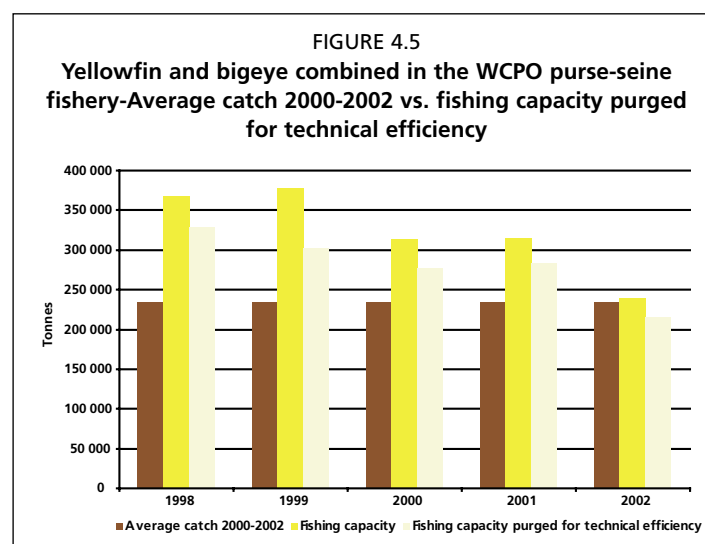 FIGURE 4.5
Yellowfin and bigeye combined in the WCPO purse-seine
fishery-Average catch 2000-2002 vs. fishing capacity purged
for technical efficiency
400 000
350 000
300 000
250 000
200 000
150 000
100 000
50 000
0
Tonnes
1998 1999 2000 2001 2002
Average catch 2000-2002 Fishing capacity Fishing capacity purged for technical efficiency